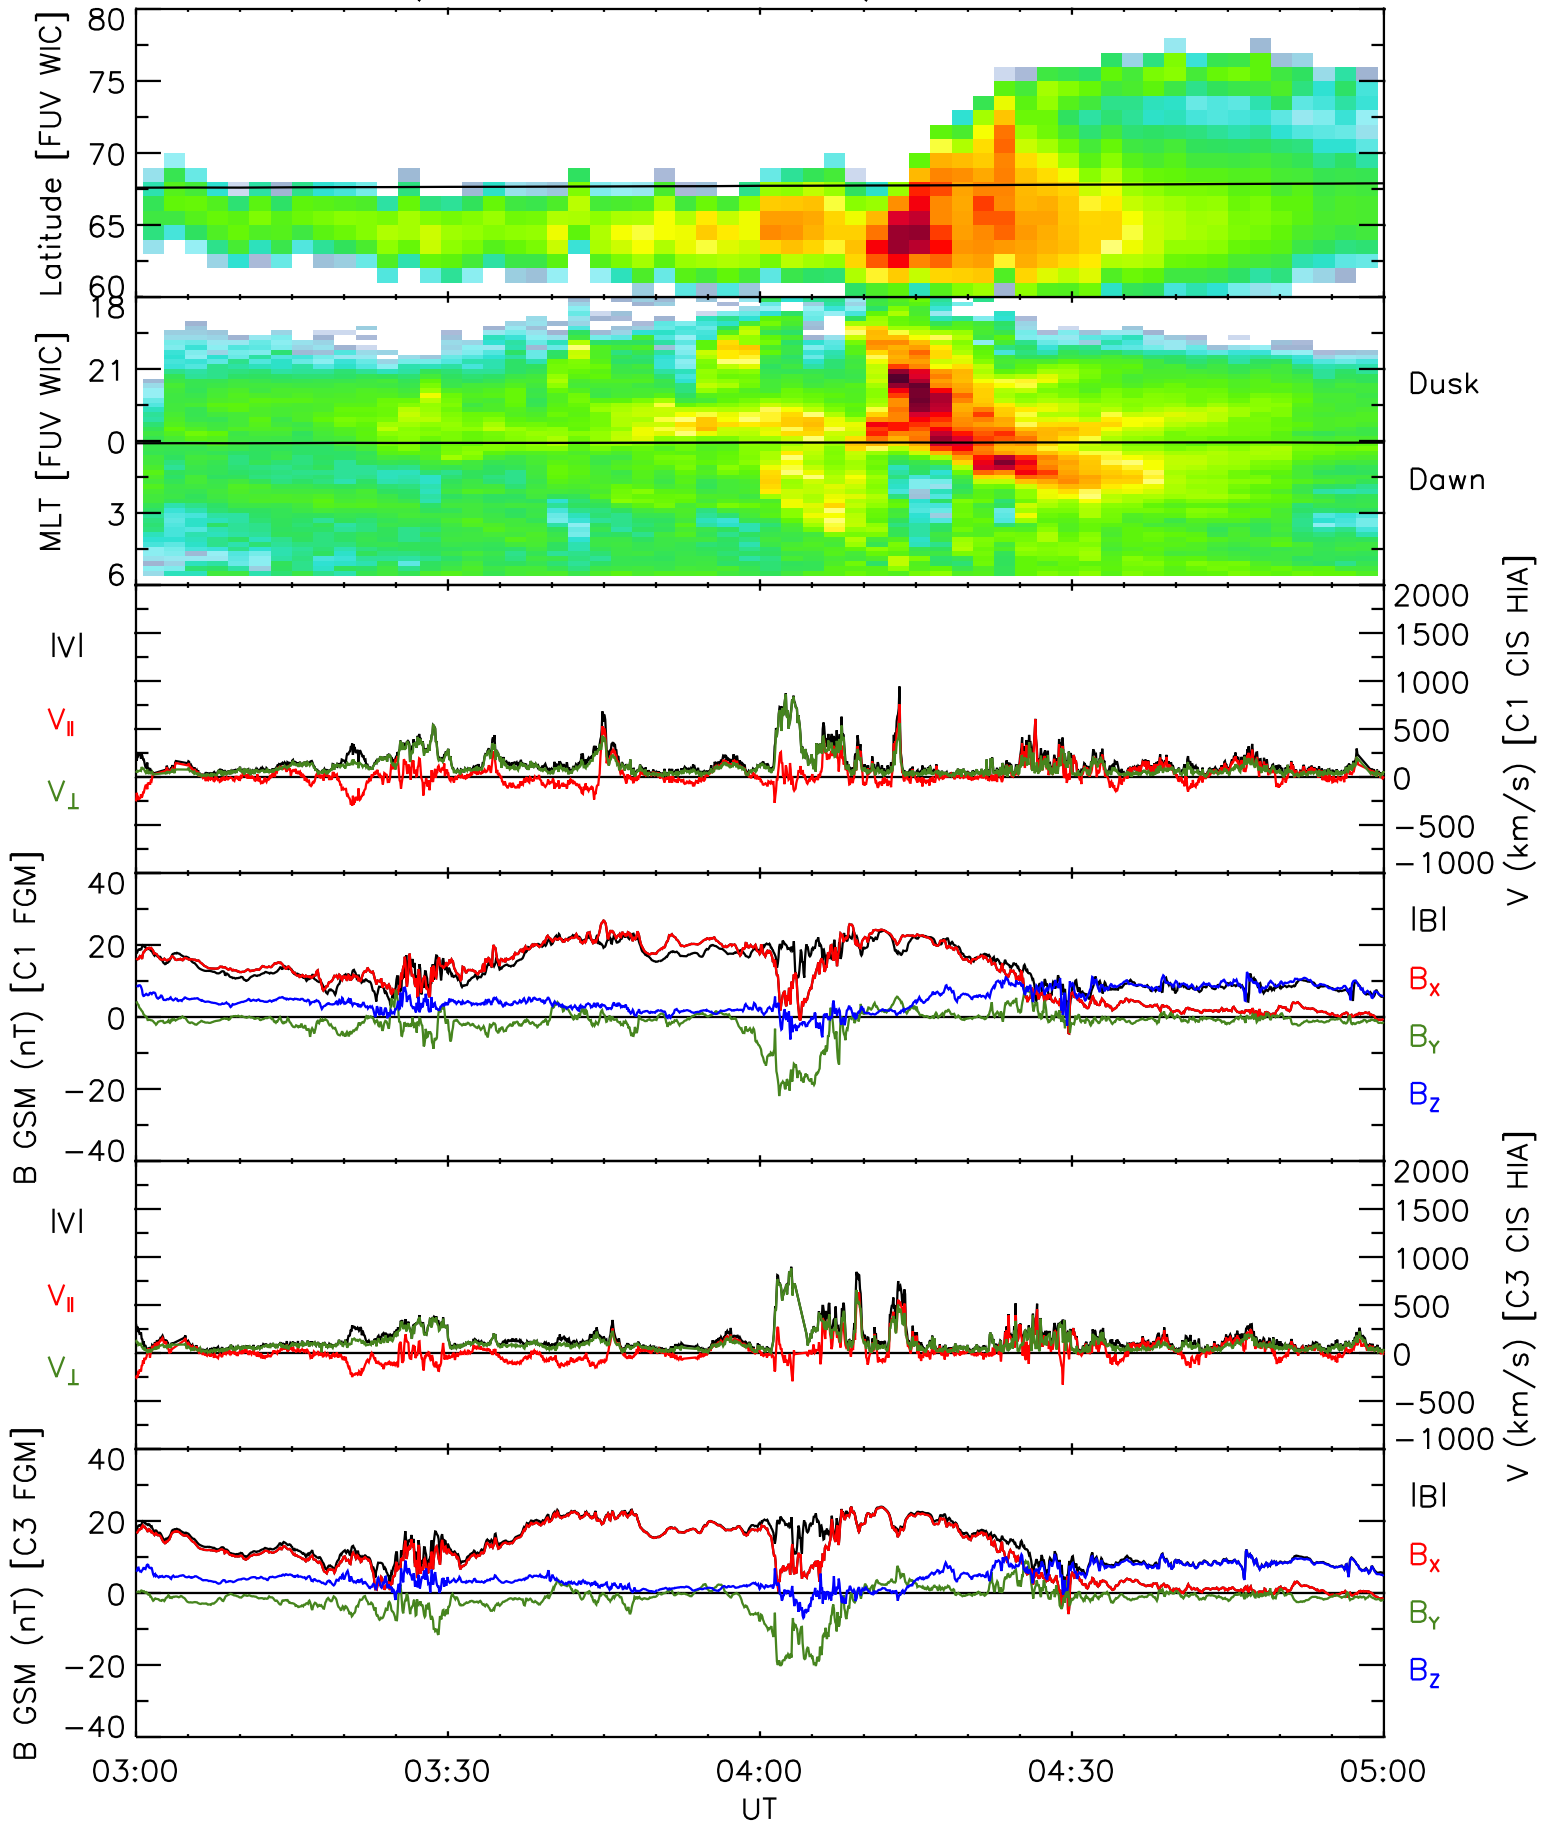 80
75
70
65
60
Latitude [FUV WIC]
18
21
0
3
6
MLT [FUV WIC]
Dusk
Dawn
|V|
V∥
V⊥
2000
1500
1000
500
0
−500
−1000
V (km/s) [C1 CIS HIA]
40
20
0
−20
−40
B GSM (nT) [C1 FGM]
|B|
BX
BY
BZ
|V|
V∥
V⊥
2000
1500
1000
500
0
−500
−1000
V (km/s) [C3 CIS HIA]
40
20
0
−20
−40
B GSM (nT) [C3 FGM]
|B|
BX
BY
BZ
03:00 03:30 04:00 04:30 05:00
UT